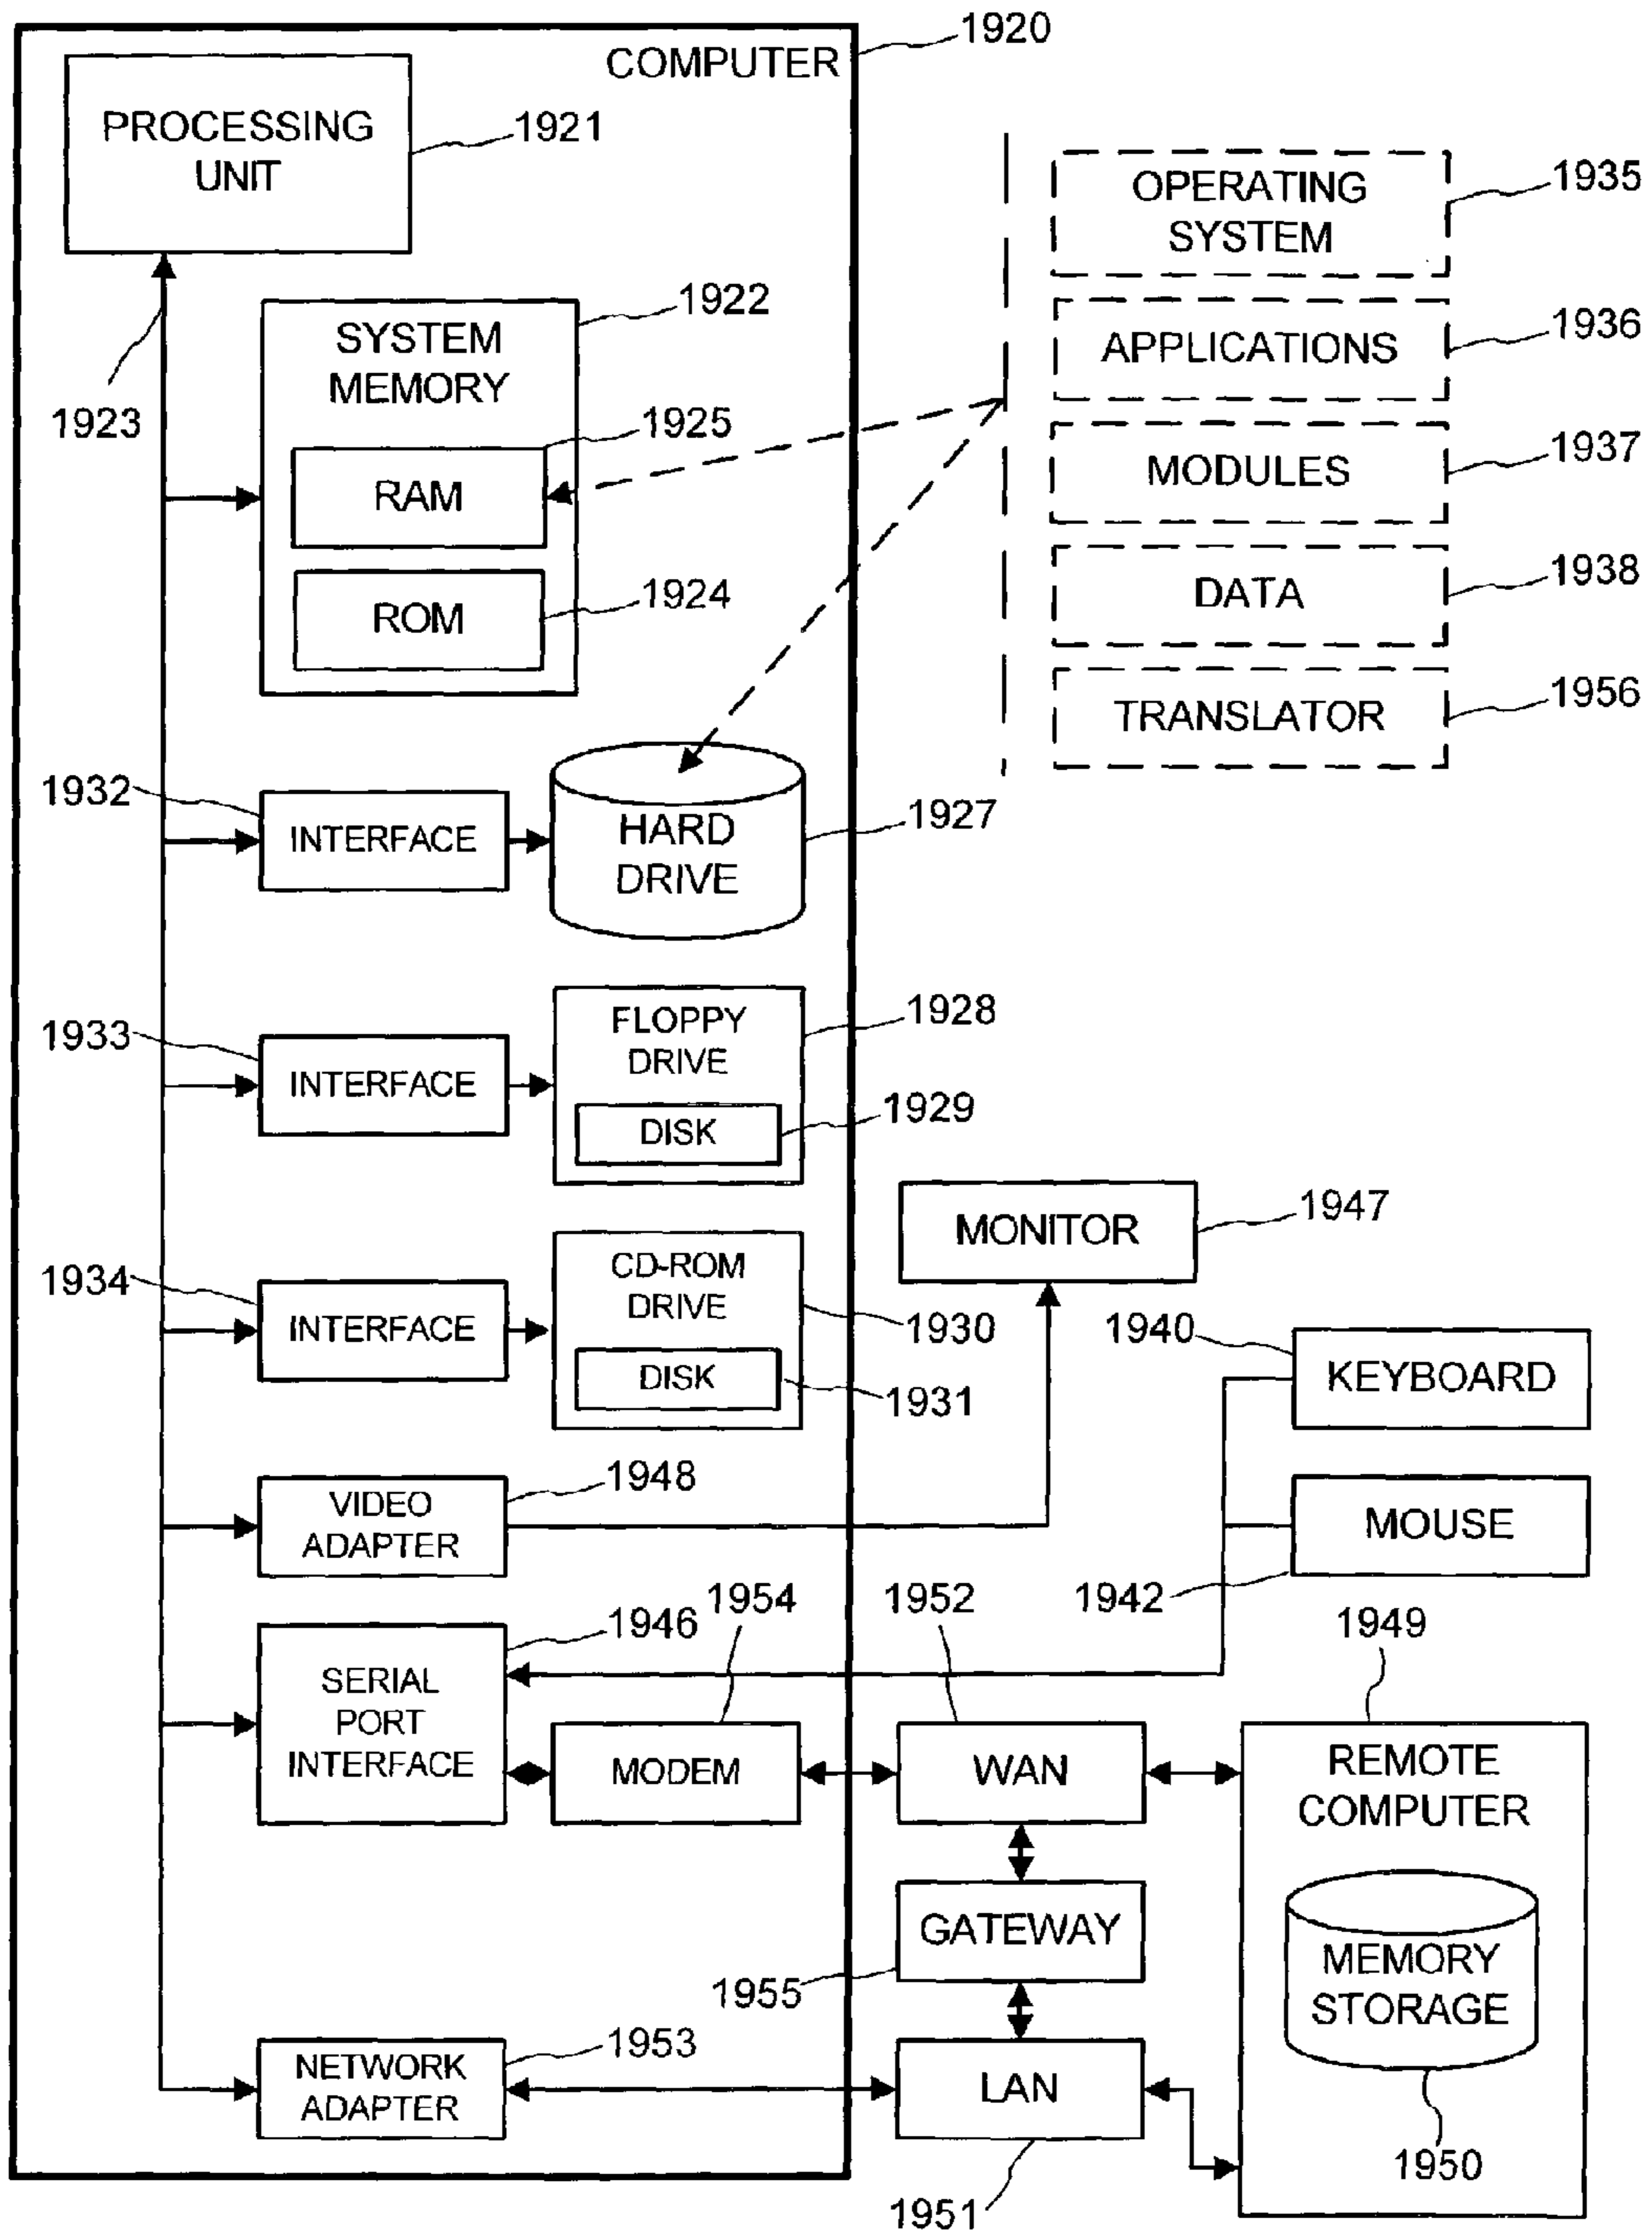 1920
COMPUTER
PROCESSING
UNIT
1921
1923
SYSTEM
MEMORY
1922
RAM
1925
ROM
1924
OPERATING
SYSTEM
1935
APPLICATIONS
1936
MODULES
1937
DATA
1938
TRANSLATOR
1956
1932
INTERFACE
HARD
DRIVE
1927
1933
INTERFACE
FLOPPY
DRIVE
1928
DISK
1929
1934
INTERFACE
CD-ROM
DRIVE
1930
DISK
1931
MONITOR
1947
1940
KEYBOARD
MOUSE
1942
VIDEO
ADAPTER
1948
SERIAL
PORT
INTERFACE
1946
1954
MODEM
1952
WAN
1949
REMOTE
COMPUTER
MEMORY
STORAGE
1950
GATEWAY
1955
NETWORK
ADAPTER
1953
LAN
1951